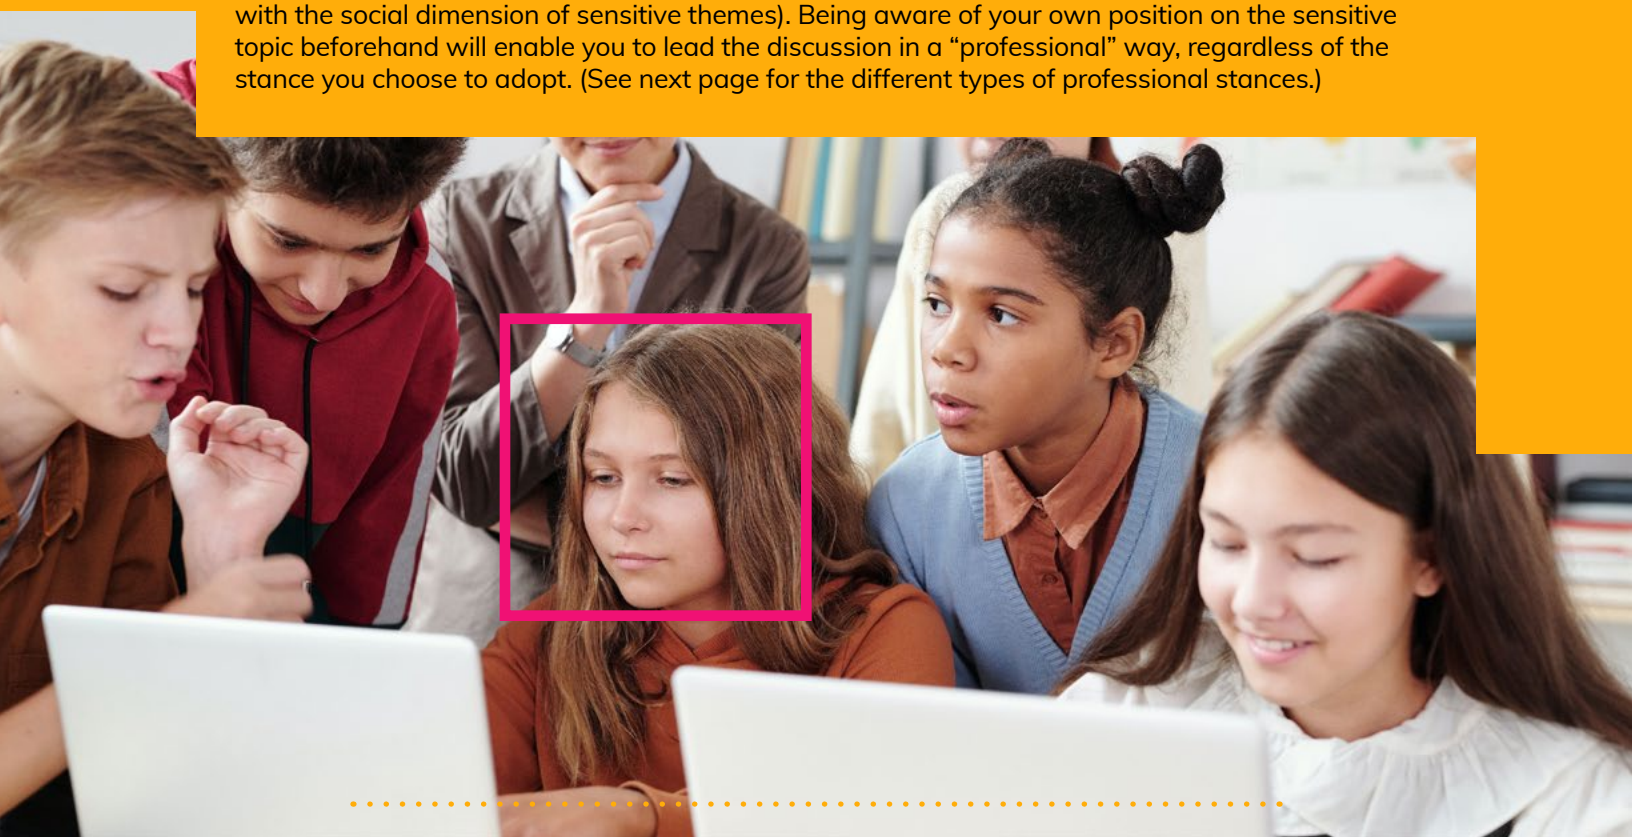 with the social dimension of sensitive themes). Being aware of your own position on the sensitive
topic beforehand will enable you to lead the discussion in a “professional” way, regardless of the
stance you choose to adopt. (See next page for the different types of professional stances.)